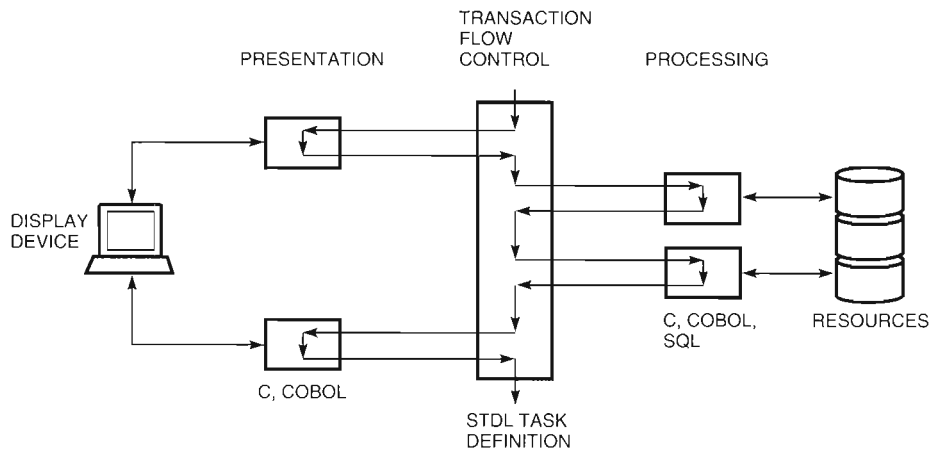 TRANSACTION
FLOW
CONTROL
PRESENTATION
PROCESSING
DISPLAY
DEVICE
C, COBOL,
SQL
RESOURCES
C, COBOL
STDL TASK
DEFINITION